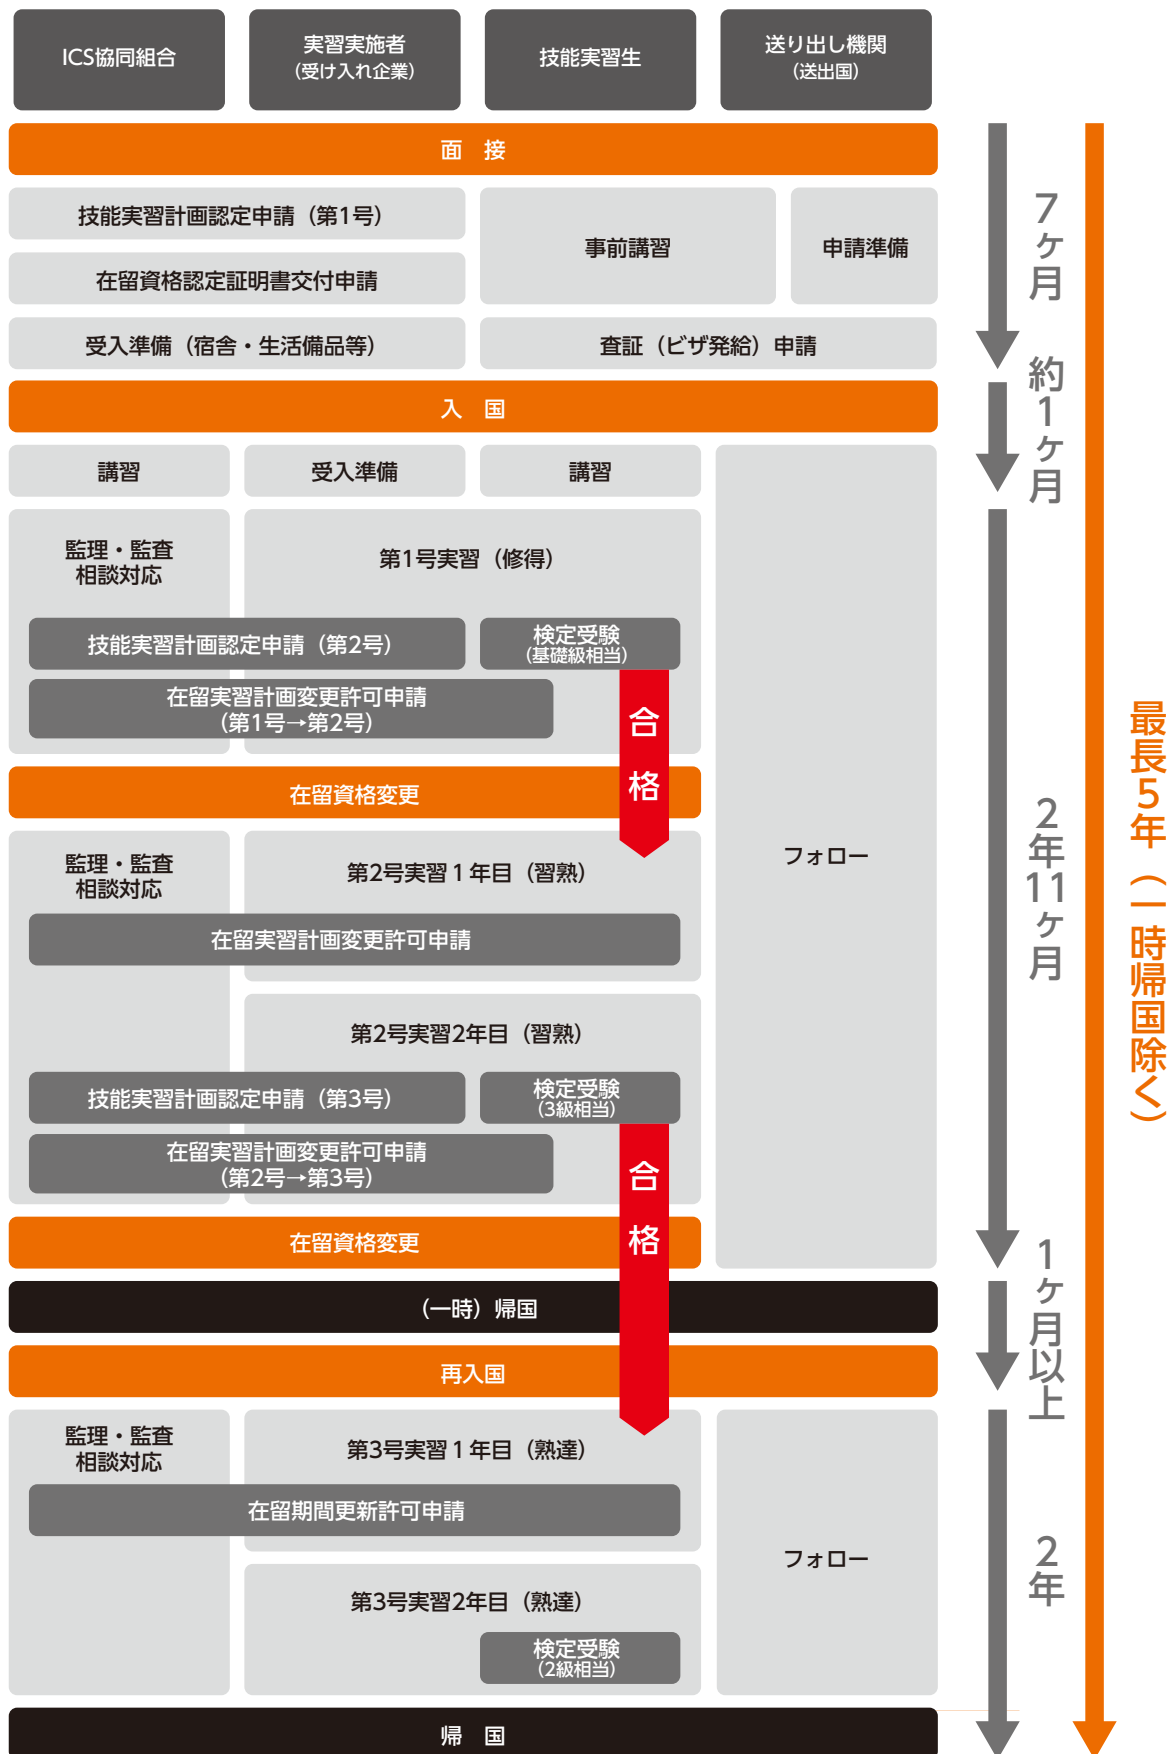 ICS協同組合
実習実施者
（受け入れ企業）
技能実習生
送り出し機関
（送出国）
面　接
技能実習計画認定申請（第1号）
在留資格認定証明書交付申請
事前講習
申請準備
受入準備（宿舎・生活備品等）
査証（ビザ発給）申請
7ヶ月
入　国
約1ヶ月
講習
受入準備
講習
監理・監査
相談対応
第1号実習（修得）
技能実習計画認定申請（第2号）
検定受験
（基礎級相当）
在留実習計画変更許可申請
（第1号→第2号）
合格
在留資格変更
監理・監査
相談対応
第2号実習１年目（習熟）
在留実習計画変更許可申請
第2号実習2年目（習熟）
技能実習計画認定申請（第3号）
検定受験
（3級相当）
在留実習計画変更許可申請
（第2号→第3号）
合格
在留資格変更
フォロー
2年11ヶ月
（一時）帰国
再入国
1ヶ月以上
監理・監査
相談対応
第3号実習１年目（熟達）
在留期間更新許可申請
第3号実習2年目（熟達）
検定受験
（2級相当）
フォロー
2年
帰　国
最長5年（一時帰国除く）